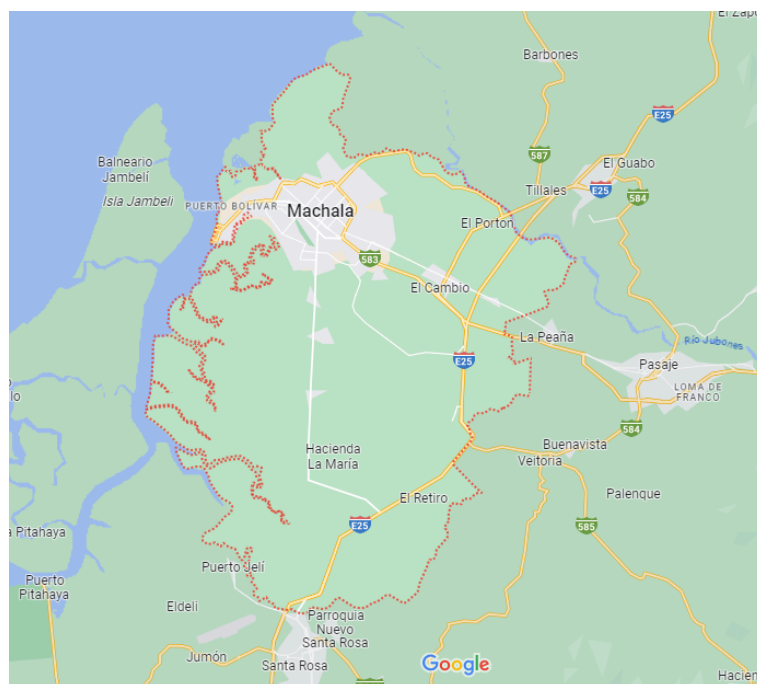 El Zapo
Barbones
E25
587
El Guabo
E25
584
Tillales
Balneario
Jambelí
Isla Jambelí
PUERTO BOLÍVAR
Machala
El Portón
583
El Cambio
La Peaña
Río Jubones
E25
Pasaje
LOMA DE
FRANCO
584
Buenavista
Veitoria
Hacienda
La María
El Retiro
Palenque
E25
585
a Pitahaya
Puerto
Pitahaya
Puerto Jelí
Eldeli
Parroquia
Nuevo
Santa Rosa
Jumón
Santa Rosa
Google
Hacien